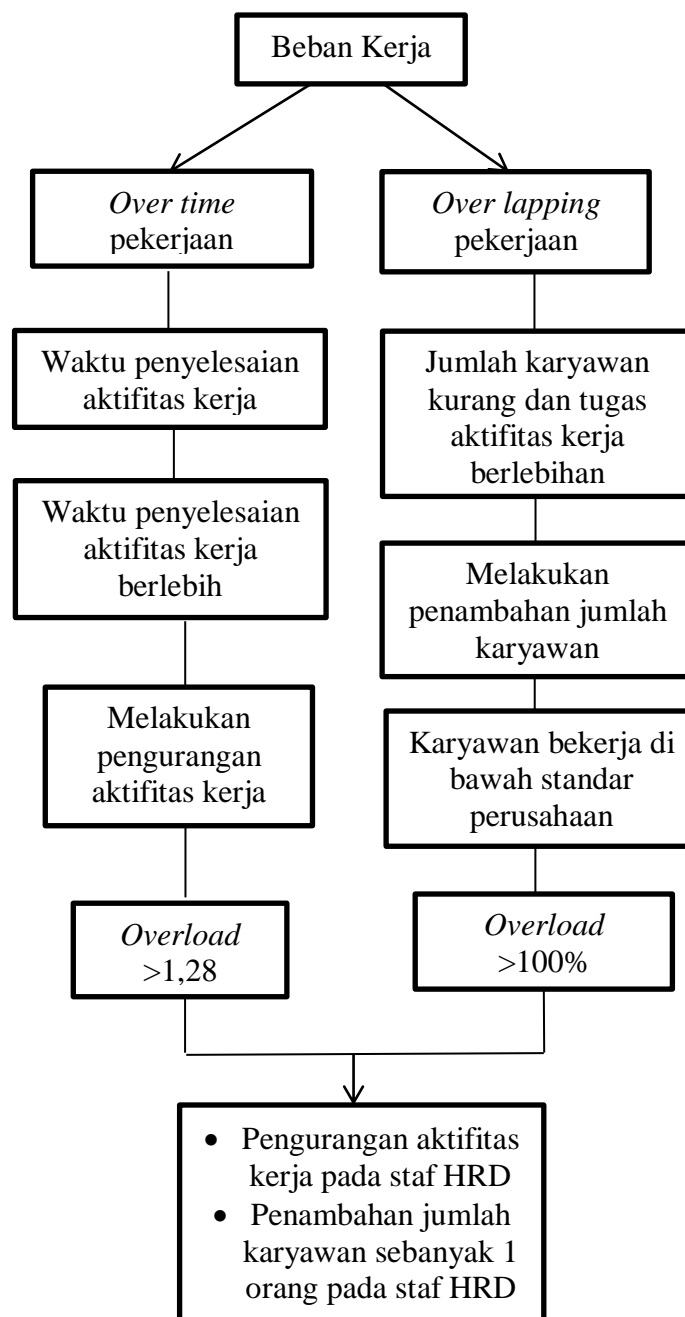 Beban Kerja
Over time
pekerjaan
Over lapping
pekerjaan
Waktu penyelesaian
aktifitas kerja
Jumlah karyawan
kurang dan tugas
aktifitas kerja
berlebihan
Waktu penyelesaian
aktifitas kerja
berlebih
Melakukan
penambahan jumlah
karyawan
Melakukan
pengurangan
aktifitas kerja
Karyawan bekerja di
bawah standar
perusahaan
Overload
>1,28
Overload
>100%
• Pengurangan aktifitas
kerja pada staf HRD
• Penambahan jumlah
karyawan sebanyak 1
orang pada staf HRD